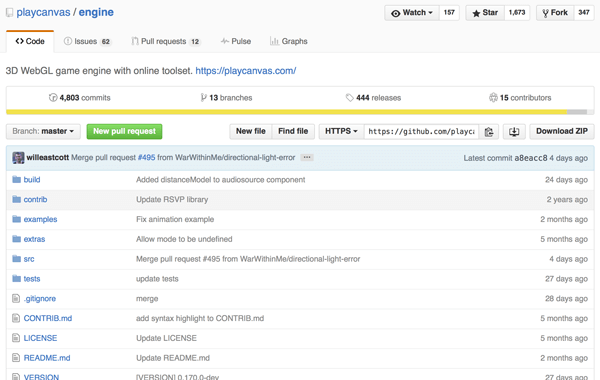 playcanvas / engine
Watch 157 Star 1,673 Fork 347
Code Issues 62 Pull requests 12 Pulse Graphs
3D WebGL game engine with online toolset. https://playcanvas.com/
4,803 commits 13 branches 444 releases 15 contributors
Branch: master New pull request New file Find file HTTPS https://github.com/playca Download ZIP
willeastcott Merge pull request #495 from WarWithinMe/directional-light-error ... Latest commit a8eacc8 4 days ago
build Added distanceModel to audiosource component 24 days ago
contrib Update RSVP library 2 years ago
examples Fix animation example 2 months ago
extras Allow mode to be undefined 5 months ago
src Merge pull request #495 from WarWithinMe/directional-light-error 4 days ago
tests update tests 27 days ago
.gitignore merge 28 days ago
CONTRIB.md add syntax highlight to CONTRIB.md 5 months ago
LICENSE Update LICENSE 5 months ago
README.md Update README.md 2 months ago
VERSION [VERSION] 0.170.0-dev 27 days ago